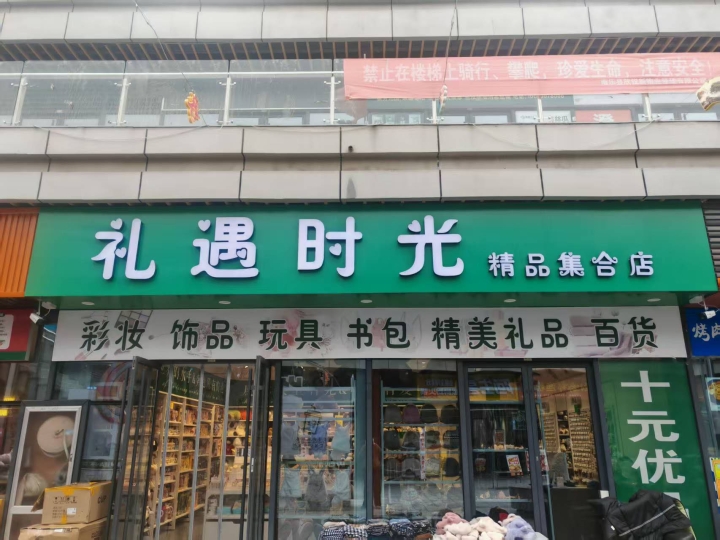 禁止在楼梯上骑行、攀爬，珍爱生命，注意安全
礼遇时光 精品集合店
彩妆 饰品 玩具 书包 精美礼品 百货
十元优